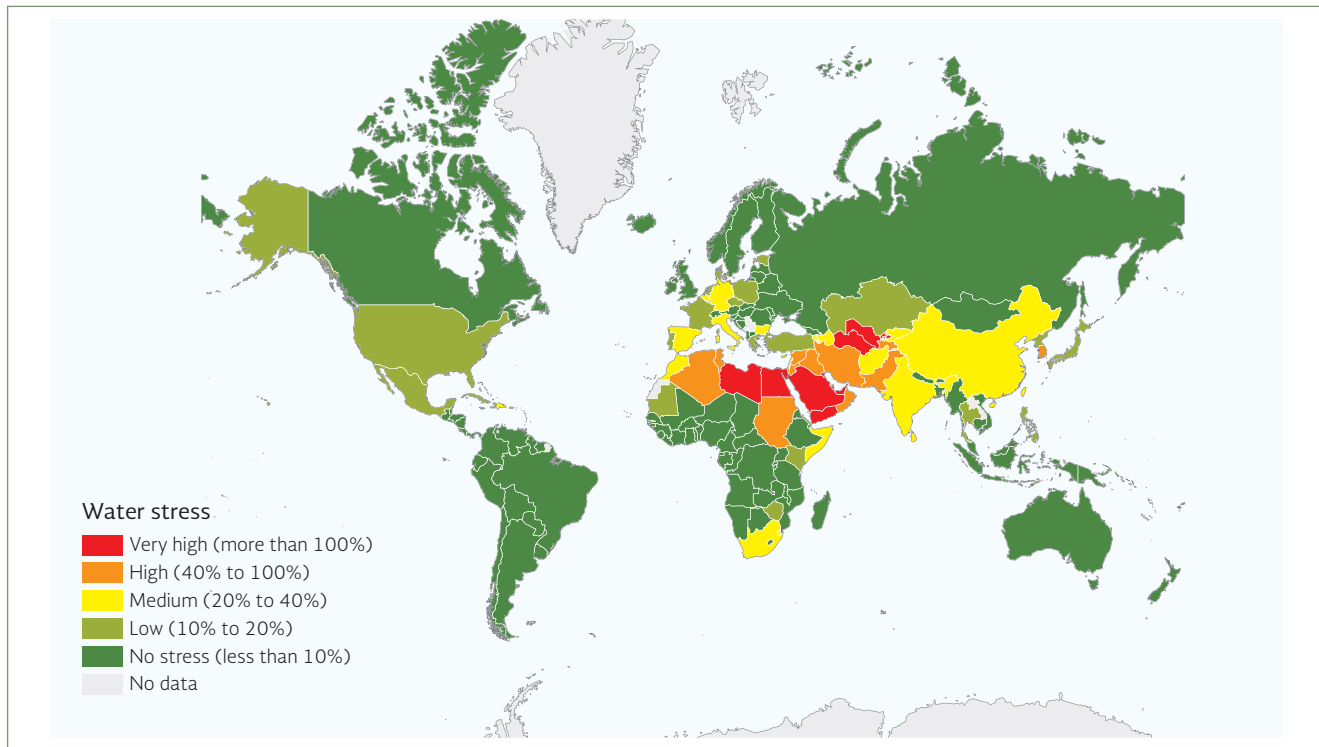 Water stress
Very high (more than 100%)
High (40% to 100%)
Medium (20% to 40%)
Low (10% to 20%)
No stress (less than 10%)
No data